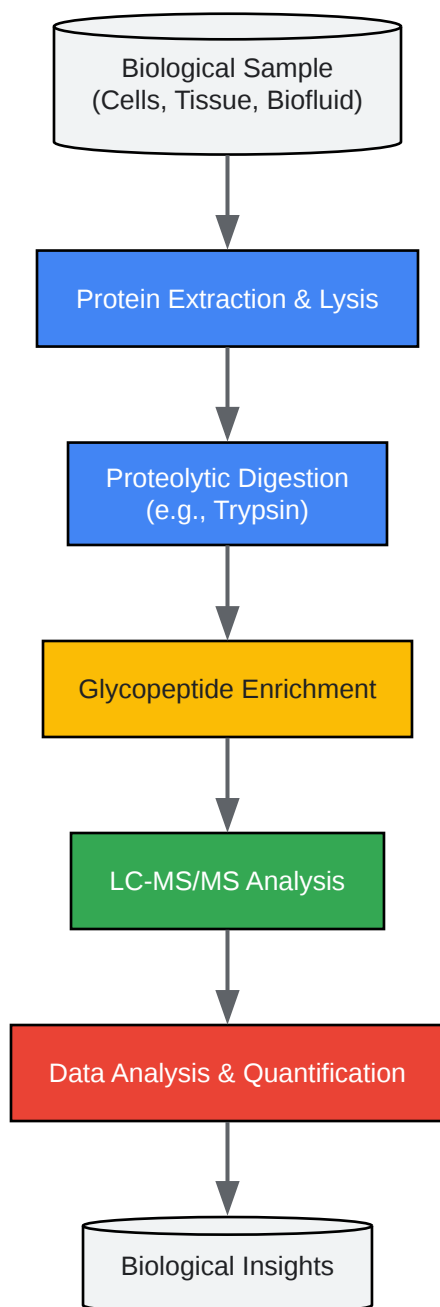 Biological Sample
(Cells, Tissue, Biofluid)
Protein Extraction & Lysis
Proteolytic Digestion
(e.g., Trypsin)
Glycopeptide Enrichment
LC-MS/MS Analysis
Data Analysis & Quantification
Biological Insights